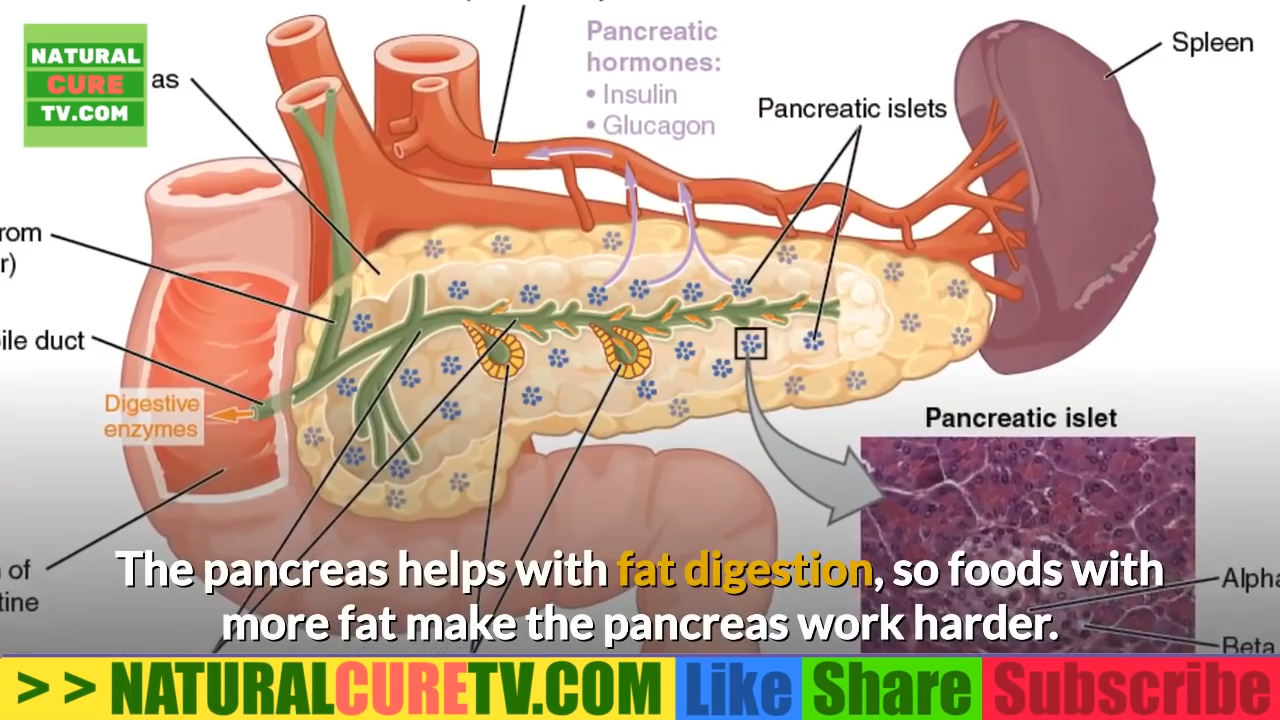 NATURAL
CURE
TV.COM
as
Pancreatic
hormones:
• Insulin
• Glucagon
Pancreatic islets
Spleen
rom
r)
ile duct
Digestive
enzymes
Pancreatic islet
of
tine
Alpha
Beta
The pancreas helps with fat digestion, so foods with
more fat make the pancreas work harder.
>> NATURALCURETV.COM Like Share Subscribe